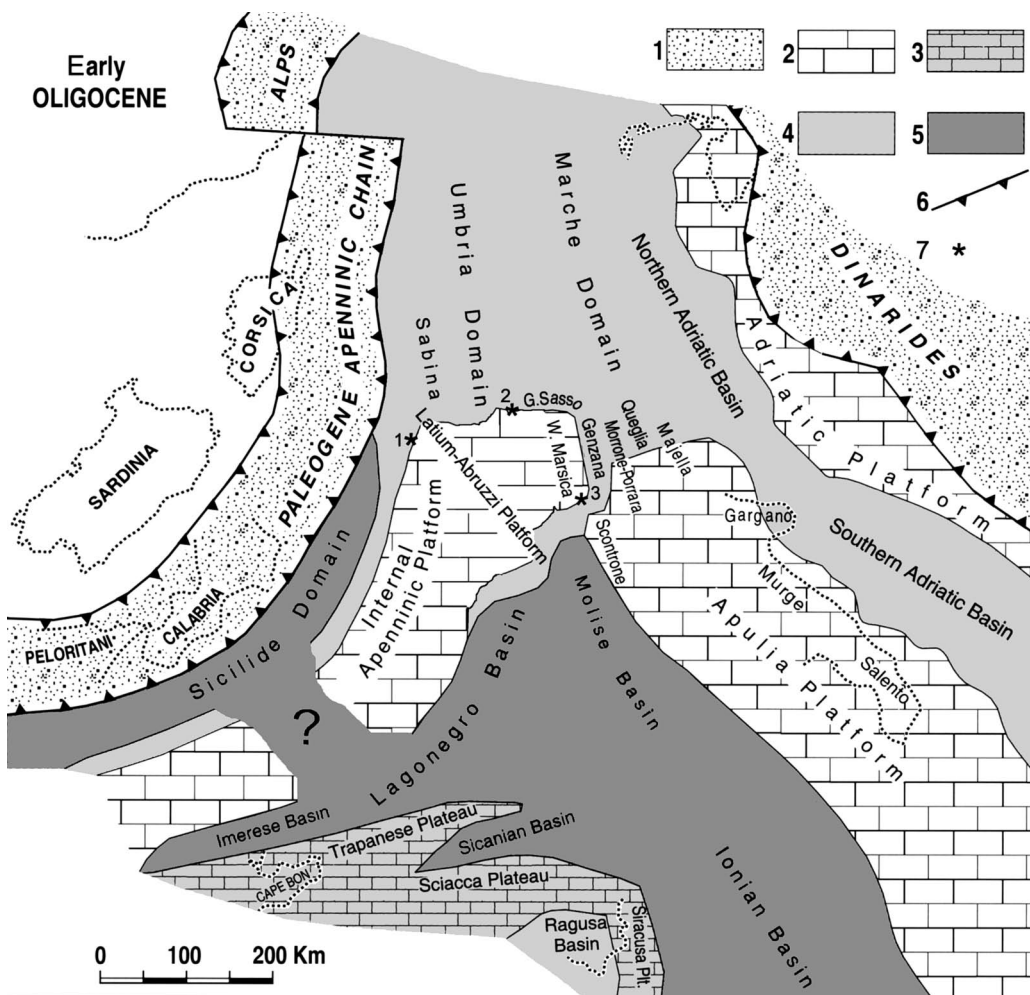 Early
OLIGOCENE
ALPS
1
2
3
4
5
6
7 *
PALEOGENE APENNINIC CHAIN
Umbria Domain
Marche Domain
Northern Adriatic Basin
DINARIDES
Adriatic Platform
CORSICA
SARDINIA
Sabina
2
*
G.Sasso
1 *
Latium-Abruzzi Platform
W. Marsica
Genzana
Queglia
Morrone-Porrara
Majella
* 3
Gargano
Southern Adriatic Basin
Internal
Apenninic Platform
Scontrone
Murge
Salento
Apulia Platform
Molise Basin
CALABRIA
PELORITANI
Sicilide Domain
?
Lagonegro Basin
Imerese Basin
Trapanese Plateau
Sicanian Basin
CAPE BON
Sciacca Plateau
Ionian Basin
Ragusa
Basin
Siracusa Plt.
0 100 200 Km